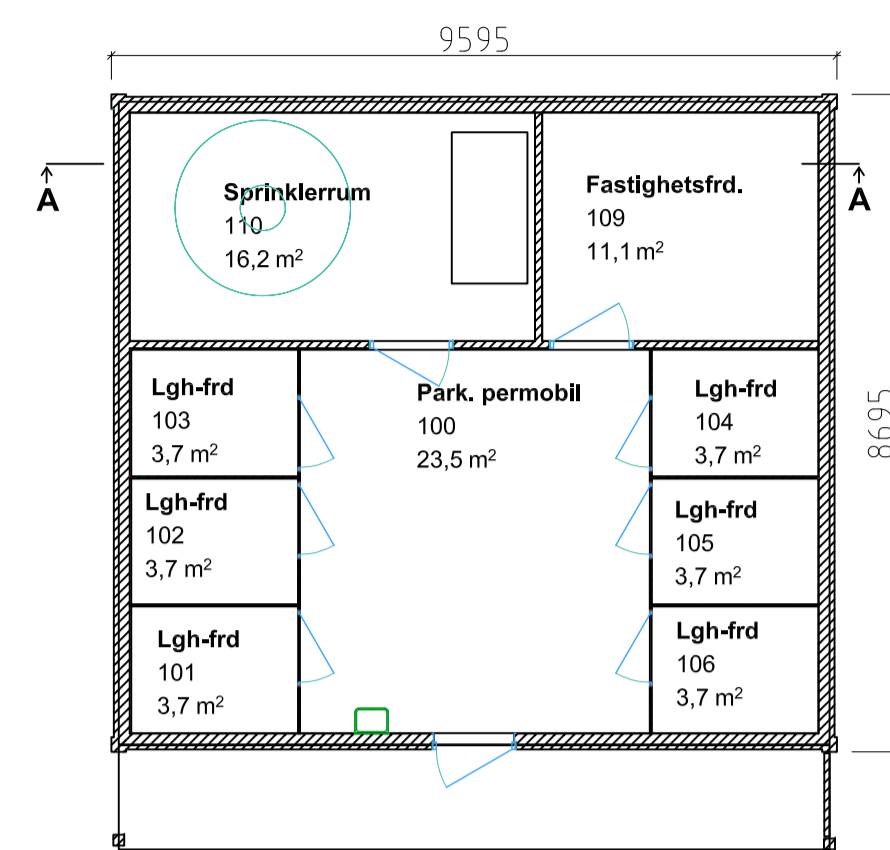 9595
A
A
Sprinklerrum
110
16,2 m²
Fastighetsfrd.
109
11,1 m²
8695
Lgh-frd
103
3,7 m²
Park. permobil
100
23,5 m²
Lgh-frd
104
3,7 m²
Lgh-frd
102
3,7 m²
Lgh-frd
105
3,7 m²
Lgh-frd
101
3,7 m²
Lgh-frd
106
3,7 m²